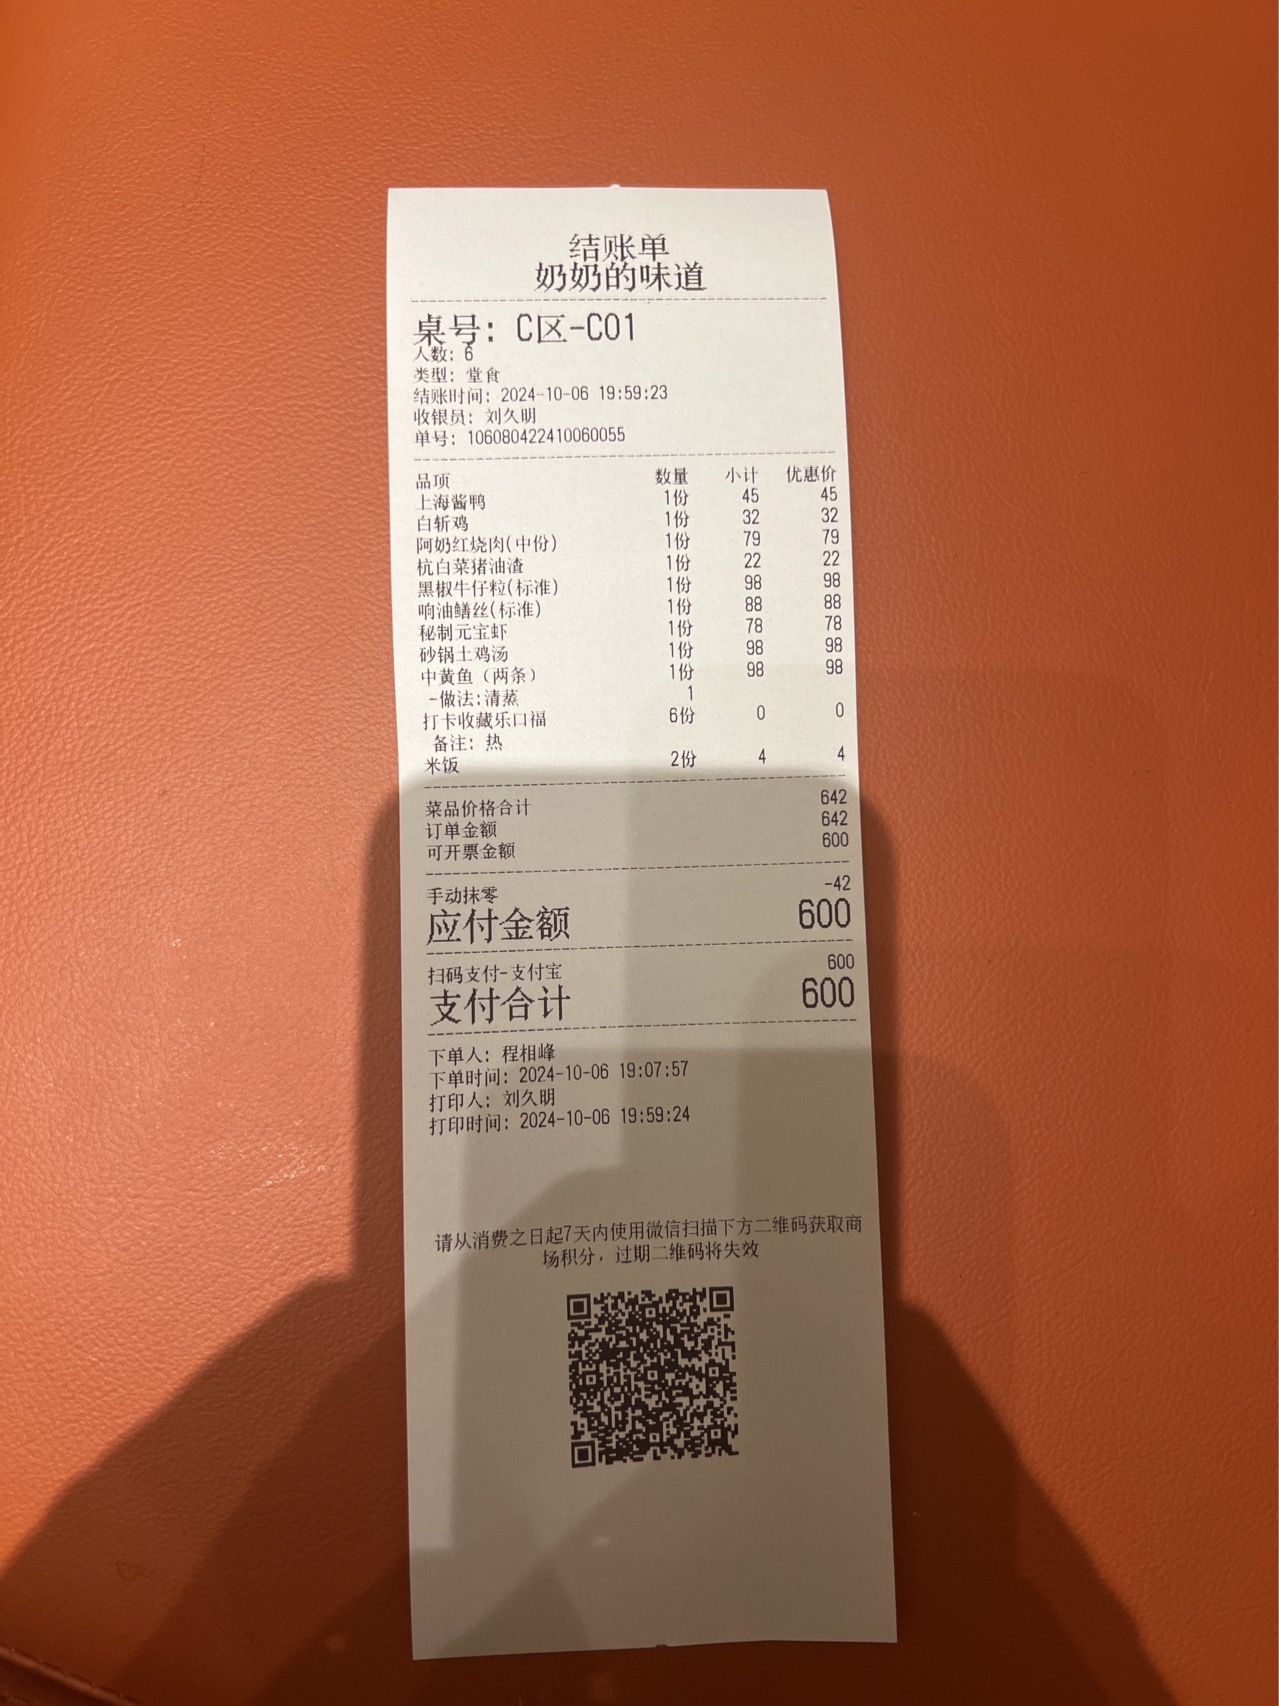 结账单
奶奶的味道
桌号: C区-C01
人数: 6
类型: 堂食
结账时间: 2024-10-06 19:59:23
收银员: 刘久明
单号: 106080422410060055
品项 数量 小计 优惠价
上海酱鸭 1份 45 45
白斩鸡 1份 32 32
阿奶红烧肉(中份) 1份 79 79
杭白菜猪油渣 1份 22 22
黑椒牛仔粒(标准) 1份 98 98
响油鳝丝(标准) 1份 88 88
秘制元宝虾 1份 78 78
砂锅土鸡汤 1份 98 98
中黄鱼（两条） 1份 98 98
-做法:清蒸 1
打卡收藏乐口福 6份 0 0
备注: 热
米饭 2份 4 4
菜品价格合计 642
订单金额 642
可开票金额 600
手动抹零 -42
应付金额 600
扫码支付-支付宝 600
支付合计 600
下单人: 程相峰
下单时间: 2024-10-06 19:07:57
打印人: 刘久明
打印时间: 2024-10-06 19:59:24
请从消费之日起7天内使用微信扫描下方二维码获取商
场积分，过期二维码将失效